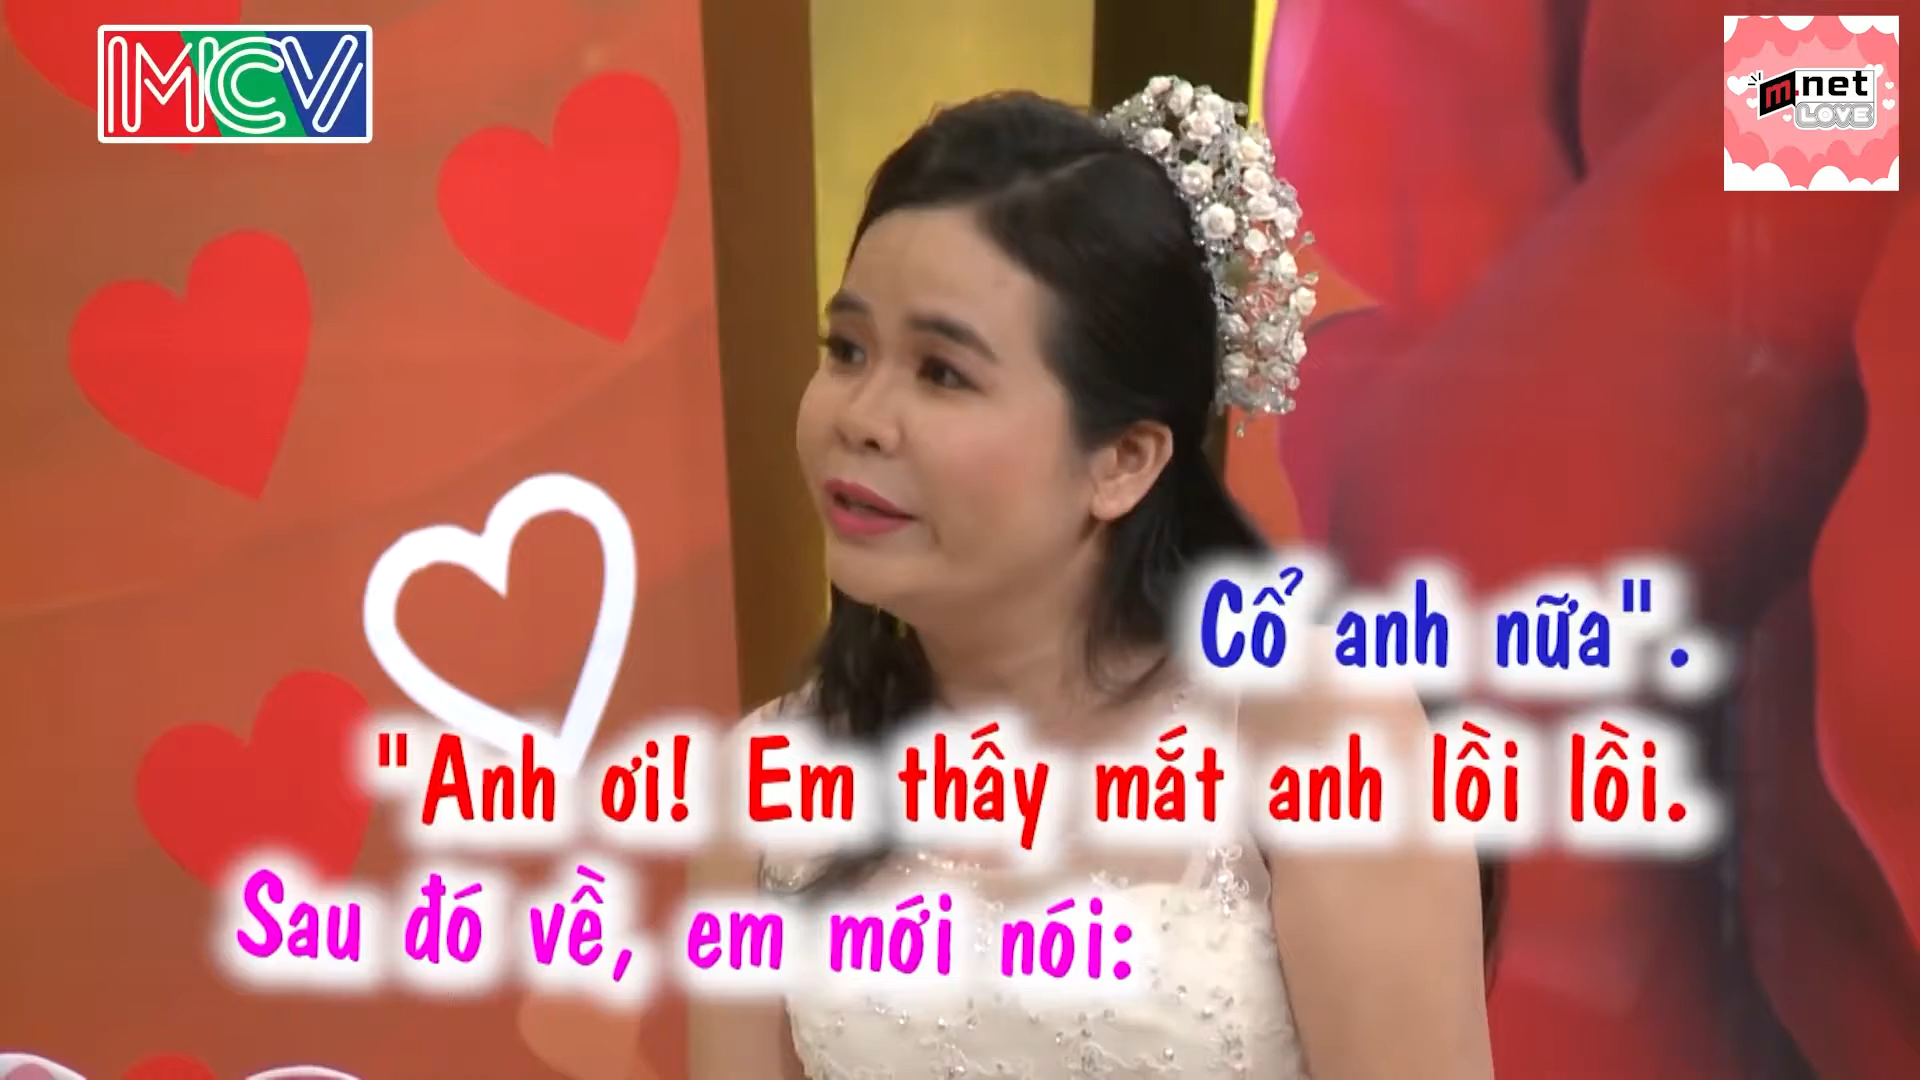 MCV
m.net
LOVE
Cổ anh nữa".
"Anh ơi! Em thấy mắt anh lồi lồi.
Sau đó về, em mới nói: